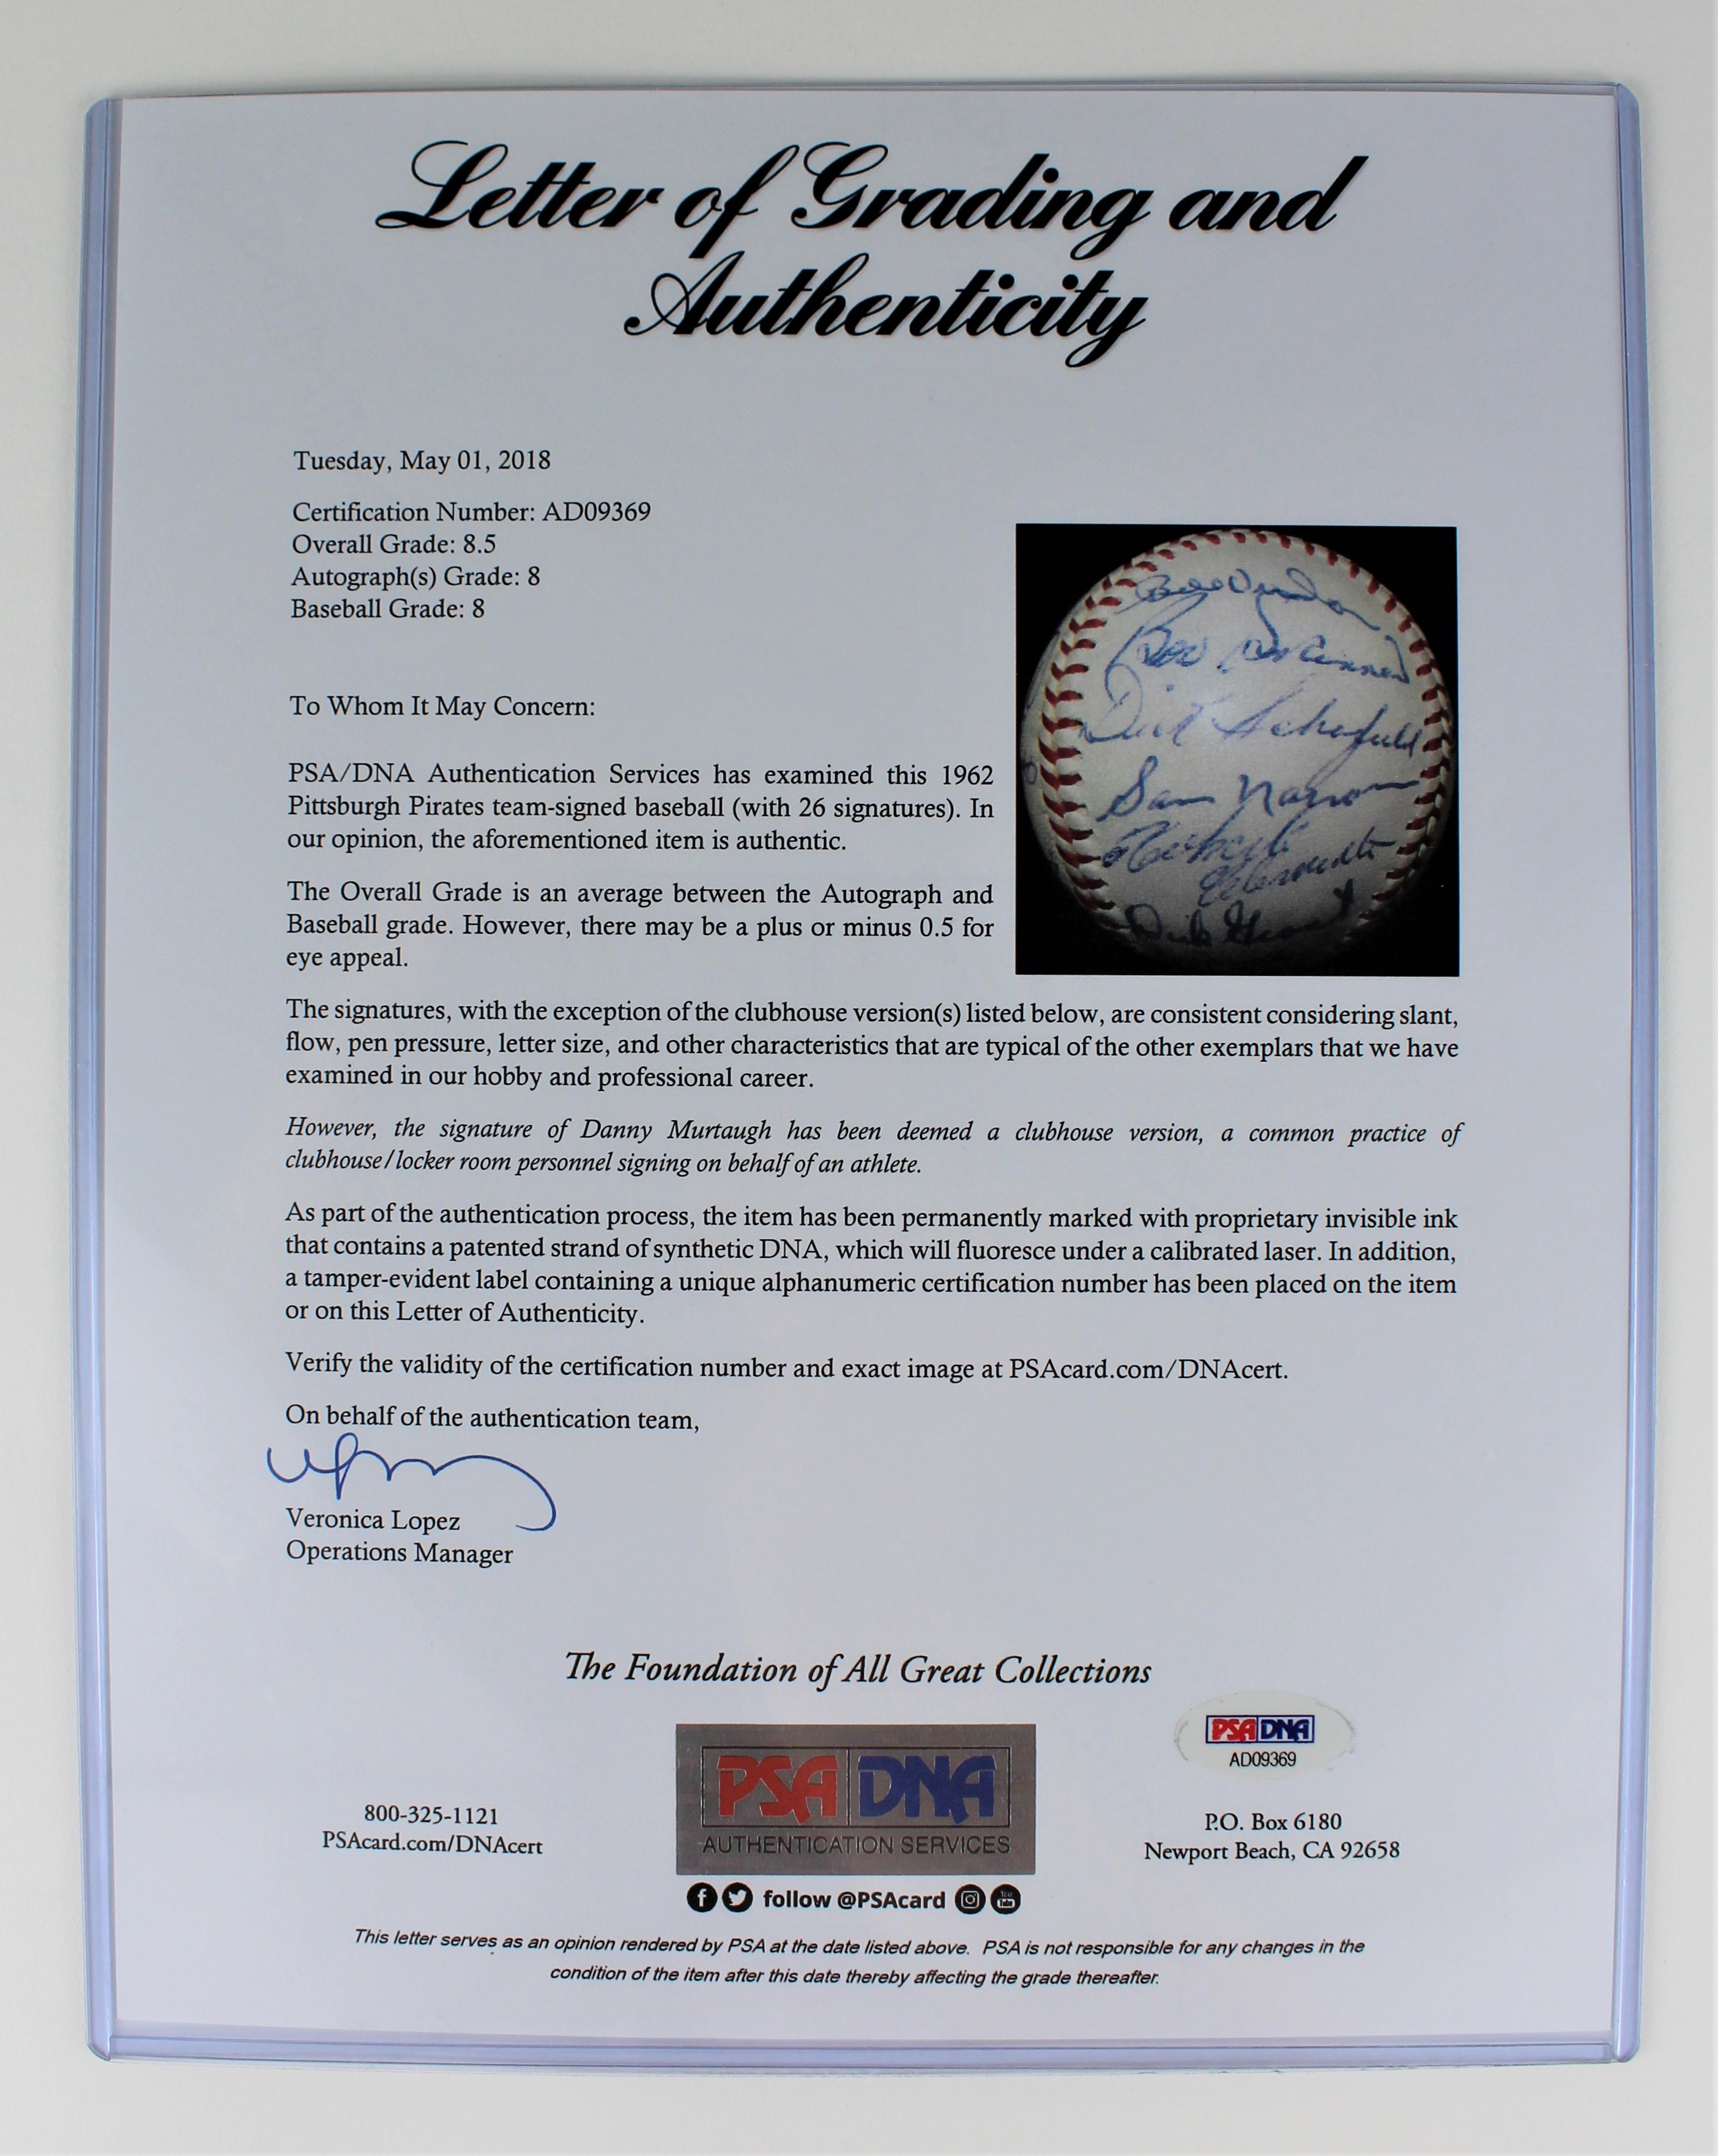 Letter of Grading and
Authenticity
Tuesday, May 01, 2018
Certification Number: AD09369
Overall Grade: 8.5
Autograph(s) Grade: 8
Baseball Grade: 8
To Whom It May Concern:
PSA/DNA Authentication Services has examined this 1962
Pittsburgh Pirates team-signed baseball (with 26 signatures). In
our opinion, the aforementioned item is authentic.
The Overall Grade is an average between the Autograph and
Baseball grade. However, there may be a plus or minus 0.5 for
eye appeal.
Bob Skinner
Dick Schofield
Sam Narron
Roberto
Clemente
Dick Groat
The signatures, with the exception of the clubhouse version(s) listed below, are consistent considering slant,
flow, pen pressure, letter size, and other characteristics that are typical of the other exemplars that we have
examined in our hobby and professional career.
However, the signature of Danny Murtaugh has been deemed a clubhouse version, a common practice of
clubhouse/locker room personnel signing on behalf of an athlete.
As part of the authentication process, the item has been permanently marked with proprietary invisible ink
that contains a patented strand of synthetic DNA, which will fluoresce under a calibrated laser. In addition,
a tamper-evident label containing a unique alphanumeric certification number has been placed on the item
or on this Letter of Authenticity.
Verify the validity of the certification number and exact image at PSAcard.com/DNAcert.
On behalf of the authentication team,
Veronica Lopez
Operations Manager
The Foundation of All Great Collections
PSA DNA
AUTHENTICATION SERVICES
PSA DNA
AD09369
800-325-1121
PSAcard.com/DNAcert
P.O. Box 6180
Newport Beach, CA 92658
follow @PSAcard
This letter serves as an opinion rendered by PSA at the date listed above. PSA is not responsible for any changes in the
condition of the item after this date thereby affecting the grade thereafter.